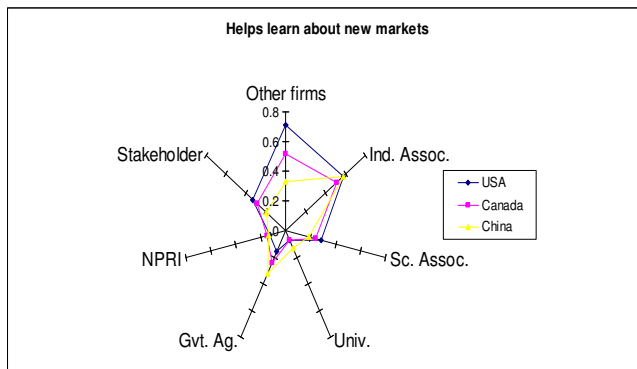 Helps learn about new markets
Other firms
0.8
0.6
0.4
0.2
0
Stakeholder
Ind. Assoc.
NPRI
Sc. Assoc.
Gvt. Ag.
Univ.
USA
Canada
China